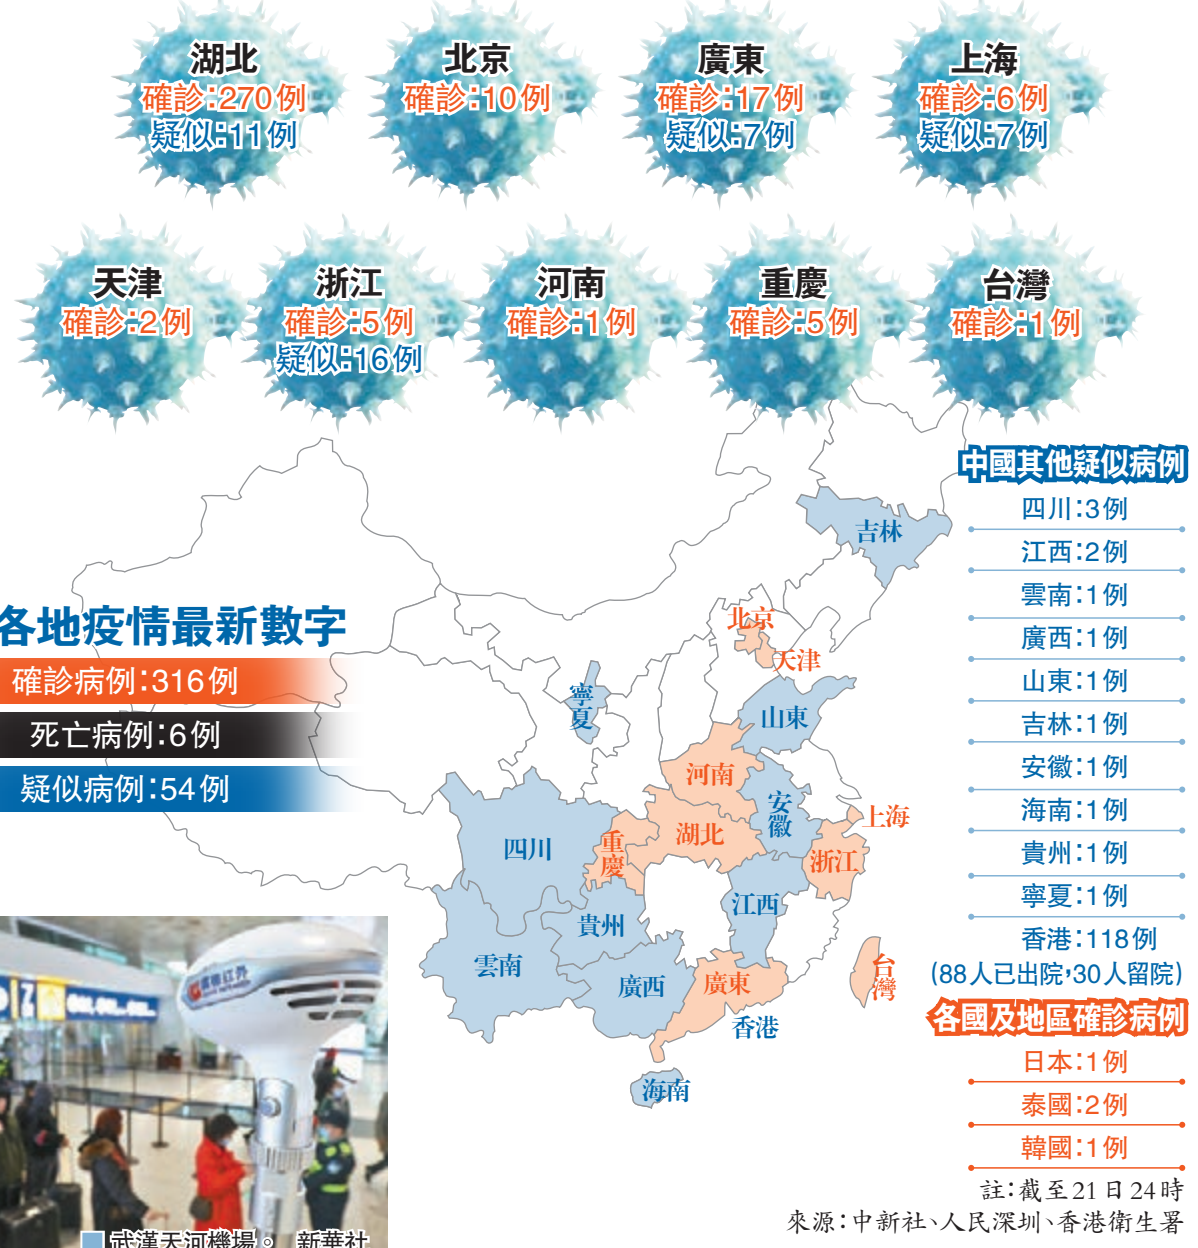 湖北
確診:270例
疑似:11例
北京
確診:10例
廣東
確診:17例
疑似:7例
上海
確診:6例
疑似:7例
天津
確診:2例
浙江
確診:5例
疑似:16例
河南
確診:1例
重慶
確診:5例
台灣
確診:1例
各地疫情最新數字
確診病例:316例
死亡病例:6例
疑似病例:54例
吉林
北京
天津
寧夏
山東
河南
安徽
上海
湖北
重慶
四川
浙江
江西
貴州
雲南
廣西
廣東
台灣
香港
海南
中國其他疑似病例
四川:3例
江西:2例
雲南:1例
廣西:1例
山東:1例
吉林:1例
安徽:1例
海南:1例
貴州:1例
寧夏:1例
香港:118例
(88人已出院,30人留院)
各國及地區確診病例
日本:1例
泰國:2例
韓國:1例
註:截至21日24時
來源:中新社、人民深圳、香港衛生署
武漢天河機場。 新華社